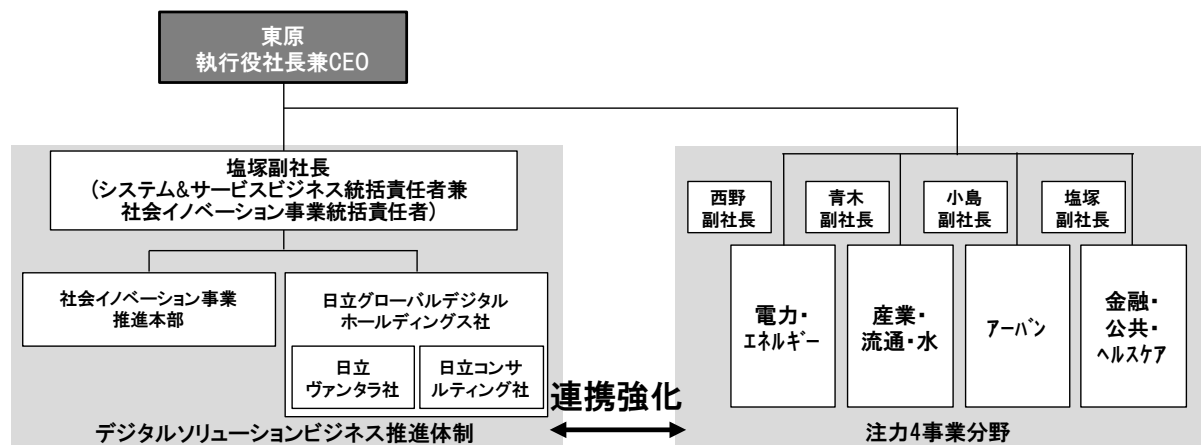 東原
執行役社長兼CEO
塩塚副社長
(システム&サービスビジネス統括責任者兼
社会イノベーション事業統括責任者)
社会イノベーション事業
推進本部
日立グローバルデジタル
ホールディングス社
日立
ヴァンタラ社
日立コンサ
ルティング社
デジタルソリューションビジネス推進体制
連携強化
西野
副社長
青木
副社長
小島
副社長
塩塚
副社長
電力・
エネルギー
産業・
流通・水
アーバン
金融・
公共・
ヘルスケア
注力4事業分野